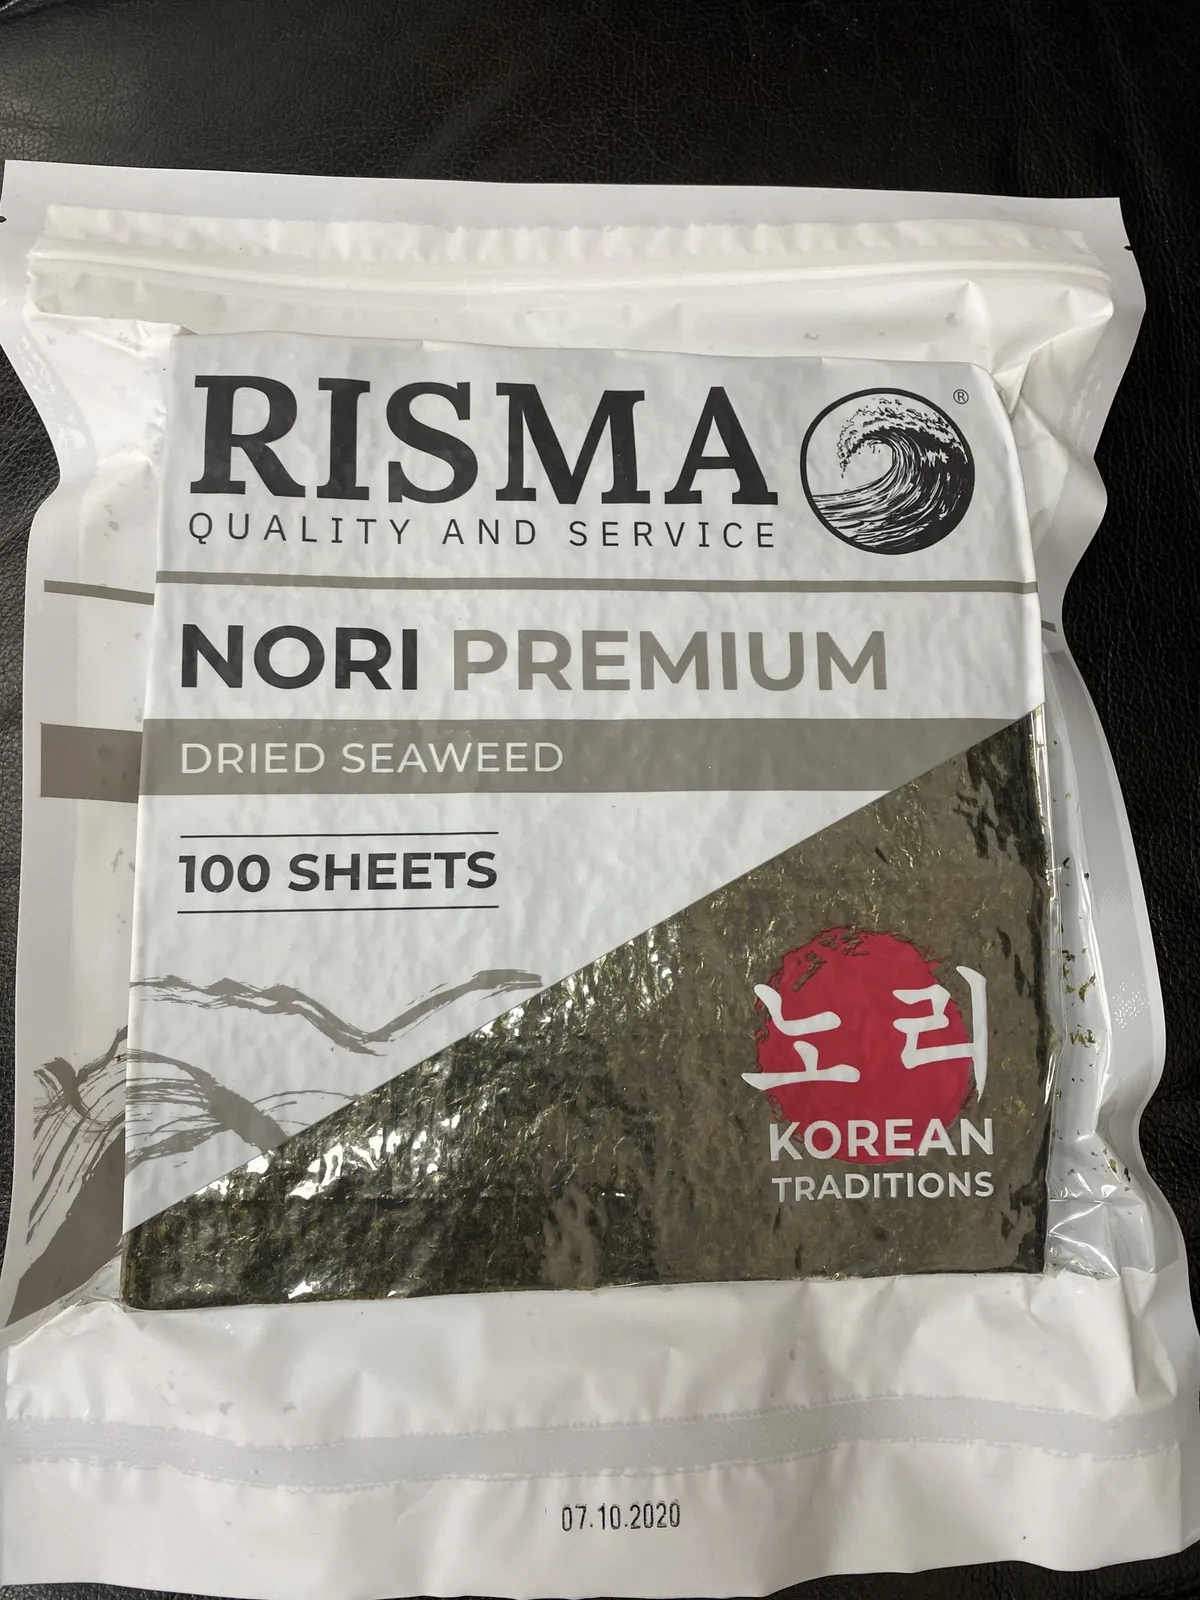 RISMA ®
QUALITY AND SERVICE
NORI PREMIUM
DRIED SEAWEED
100 SHEETS
노리
KOREAN
TRADITIONS
07.10.2020